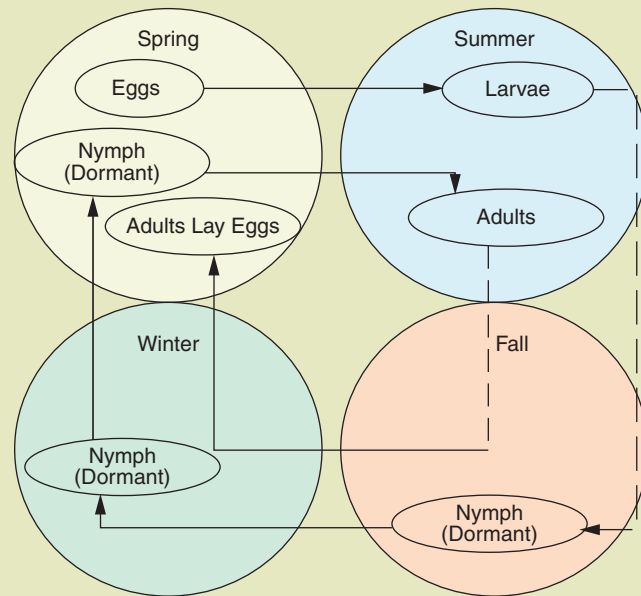 Spring
Eggs
Nymph
(Dormant)
Adults Lay Eggs
Summer
Larvae
Adults
Winter
Nymph
(Dormant)
Fall
Nymph
(Dormant)